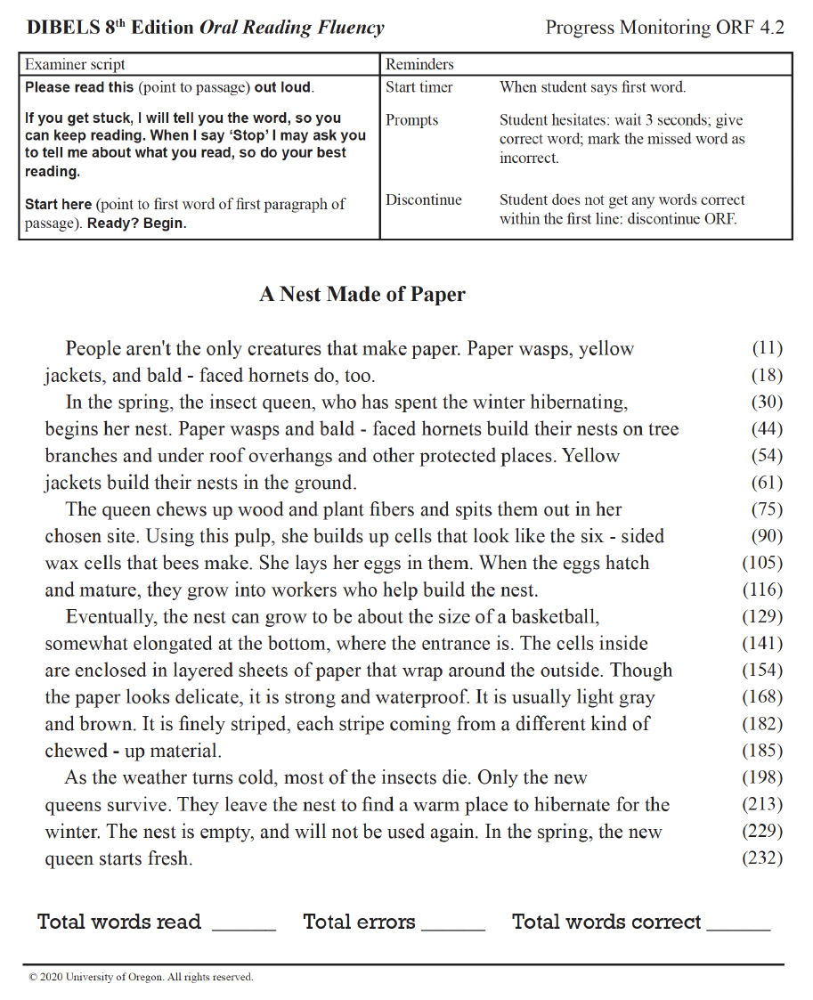 DIBELS 8th Edition Oral Reading Fluency Progress Monitoring ORF 4.2
Examiner script
Please read this (point to passage) out loud.
If you get stuck, I will tell you the word, so you
can keep reading. When I say ‘Stop’ I may ask you
to tell me about what you read, so do your best
reading.
Start here (point to first word of first paragraph of
passage). Ready? Begin.
Reminders
Start timer When student says first word.
Prompts Student hesitates: wait 3 seconds; give
correct word; mark the missed word as
incorrect.
Discontinue Student does not get any words correct
within the first line: discontinue ORF.
A Nest Made of Paper
People aren't the only creatures that make paper. Paper wasps, yellow (11)
jackets, and bald - faced hornets do, too. (18)
In the spring, the insect queen, who has spent the winter hibernating, (30)
begins her nest. Paper wasps and bald - faced hornets build their nests on tree (44)
branches and under roof overhangs and other protected places. Yellow (54)
jackets build their nests in the ground. (61)
The queen chews up wood and plant fibers and spits them out in her (75)
chosen site. Using this pulp, she builds up cells that look like the six - sided (90)
wax cells that bees make. She lays her eggs in them. When the eggs hatch (105)
and mature, they grow into workers who help build the nest. (116)
Eventually, the nest can grow to be about the size of a basketball, (129)
somewhat elongated at the bottom, where the entrance is. The cells inside (141)
are enclosed in layered sheets of paper that wrap around the outside. Though (154)
the paper looks delicate, it is strong and waterproof. It is usually light gray (168)
and brown. It is finely striped, each stripe coming from a different kind of (182)
chewed - up material. (185)
As the weather turns cold, most of the insects die. Only the new (198)
queens survive. They leave the nest to find a warm place to hibernate for the (213)
winter. The nest is empty, and will not be used again. In the spring, the new (229)
queen starts fresh. (232)
Total words read ______ Total errors ______ Total words correct ______
© 2020 University of Oregon. All rights reserved.